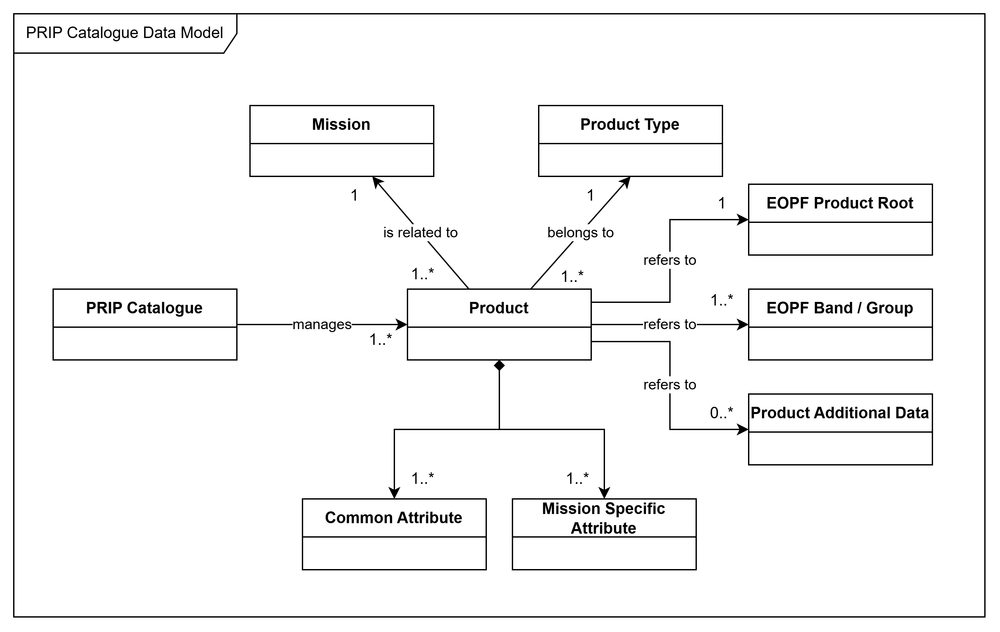 PRIP Catalogue Data Model
Mission
Product Type
1
1
EOPF Product Root
1
is related to
belongs to
refers to
1..*
1..*
PRIP Catalogue
manages
1..*
Product
refers to
1..*
EOPF Band / Group
refers to
0..*
Product Additional Data
1..*
1..*
Common Attribute
Mission Specific
Attribute